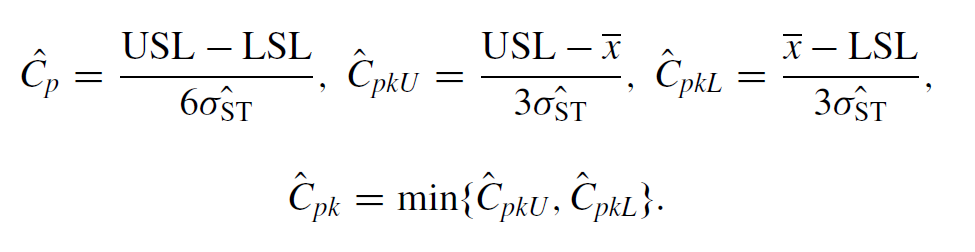 Ĉ_p = (USL − LSL) / (6σ̂_ST), Ĉ_pkU = (USL − x̄) / (3σ̂_ST), Ĉ_pkL = (x̄ − LSL) / (3σ̂_ST),
Ĉ_pk = min{Ĉ_pkU, Ĉ_pkL}.